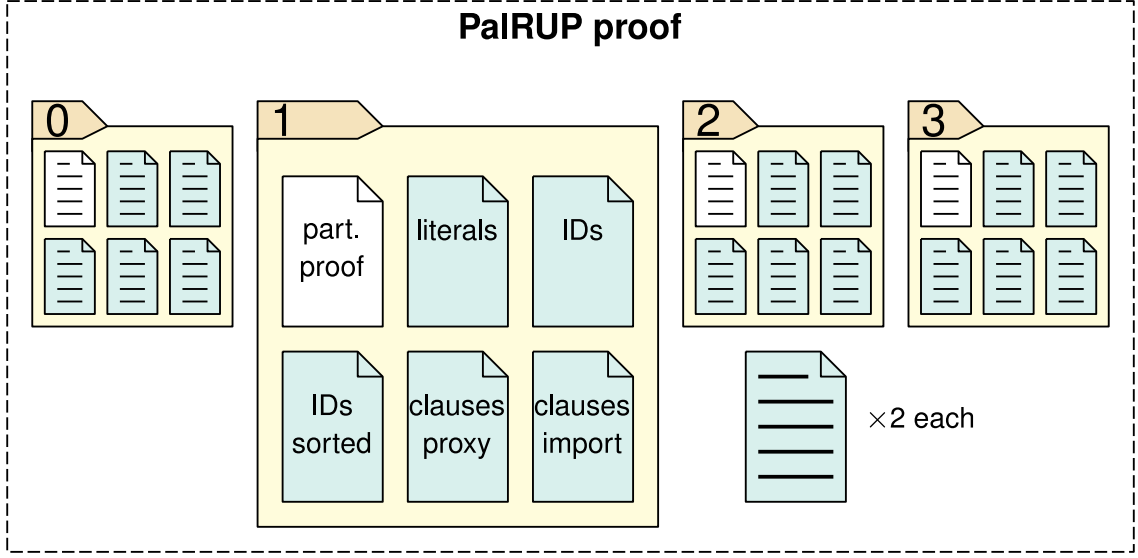 PalRUP proof
0
1
2
3
part.
proof
literals
IDs
IDs
sorted
clauses
proxy
clauses
import
×2 each